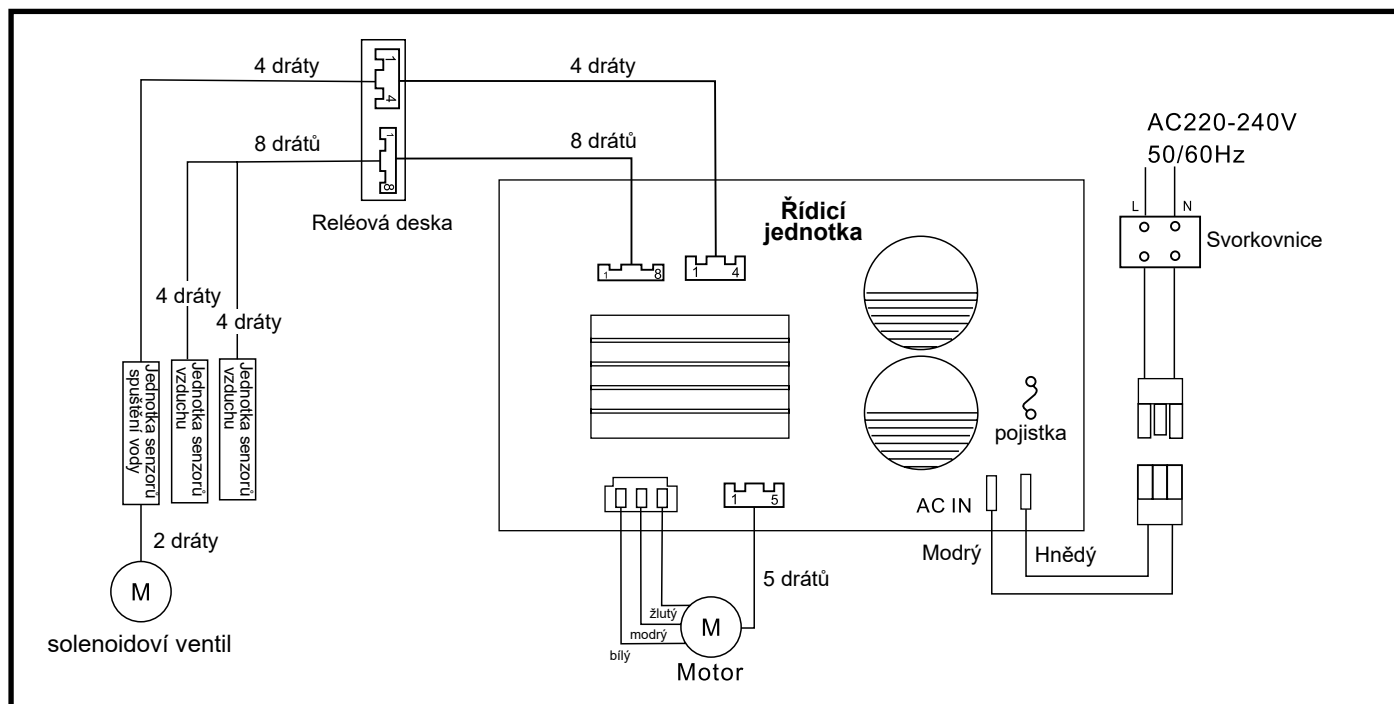 4 dráty
1
4
4 dráty
8 drátů
1
8
8 drátů
Reléová deska
AC220-240V
50/60Hz
L
N
Svorkovnice
Řídicí
jednotka
1
8
1
4
4 dráty
4 dráty
Jednotka senzorů
spuštění vody
Jednotka senzorů
vzduchu
Jednotka senzorů
vzduchu
pojistka
1
5
AC IN
Modrý
Hnědý
2 dráty
M
solenoidoví ventil
5 drátů
žlutý
modrý
bílý
M
Motor